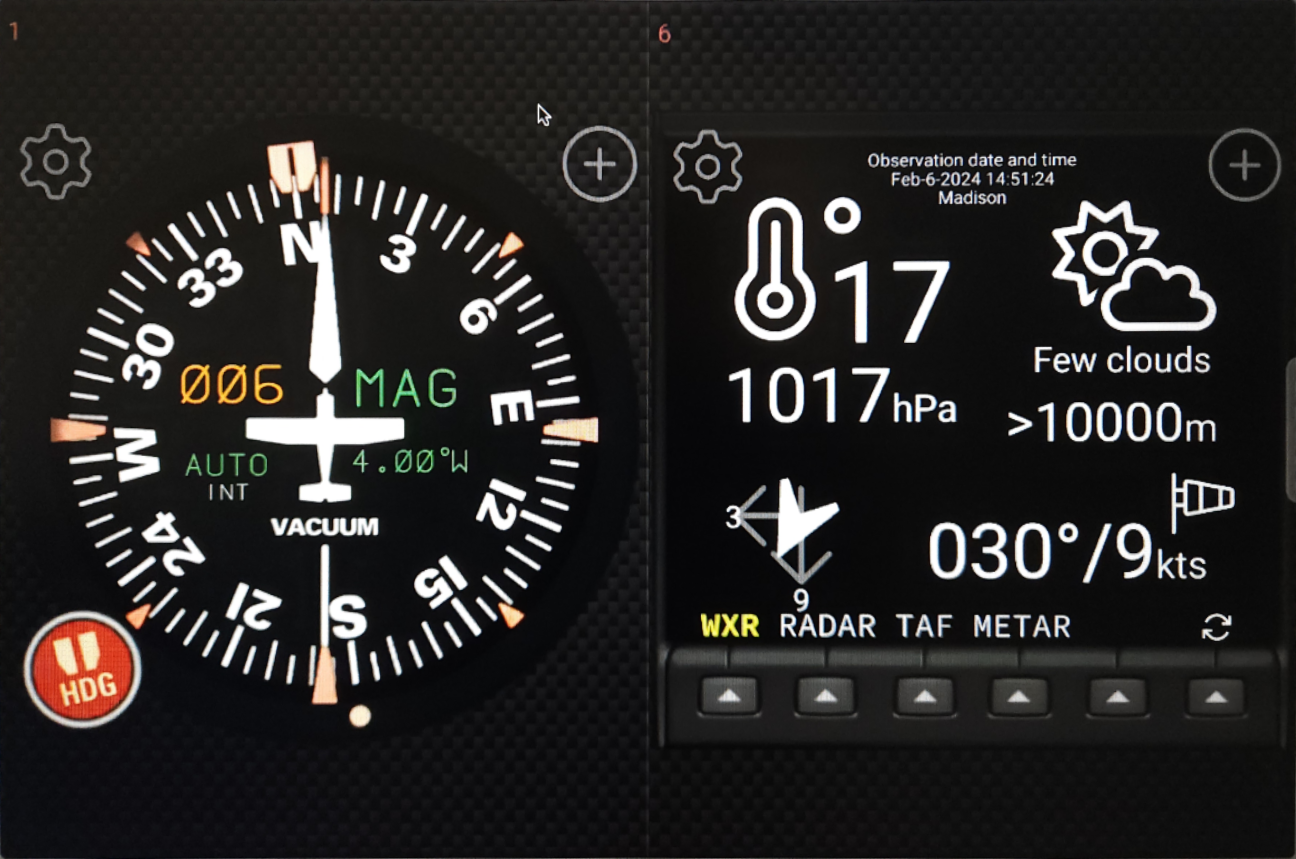 1
N
3
6
E
12
15
S
21
24
W
30
33
006
MAG
AUTO
4.00°W
INT
VACUUM
HDG
6
Observation date and time
Feb-6-2024 14:51:24
Madison
°17
Few clouds
1017hPa
>10000m
3
030°/9kts
9
WXR RADAR TAF METAR